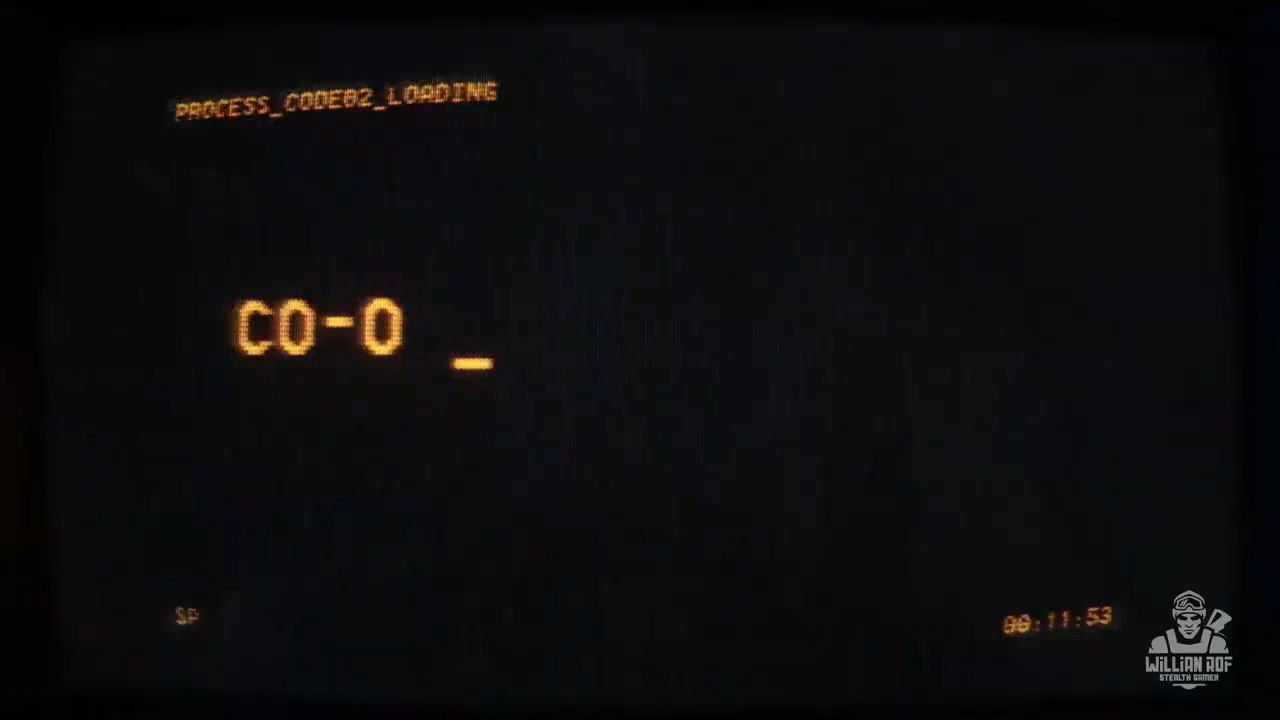 PROCESS_CODE02_LOADING
CO-O _
SP
00:11:53
WILLIAN ROF
STEALTH GAMER